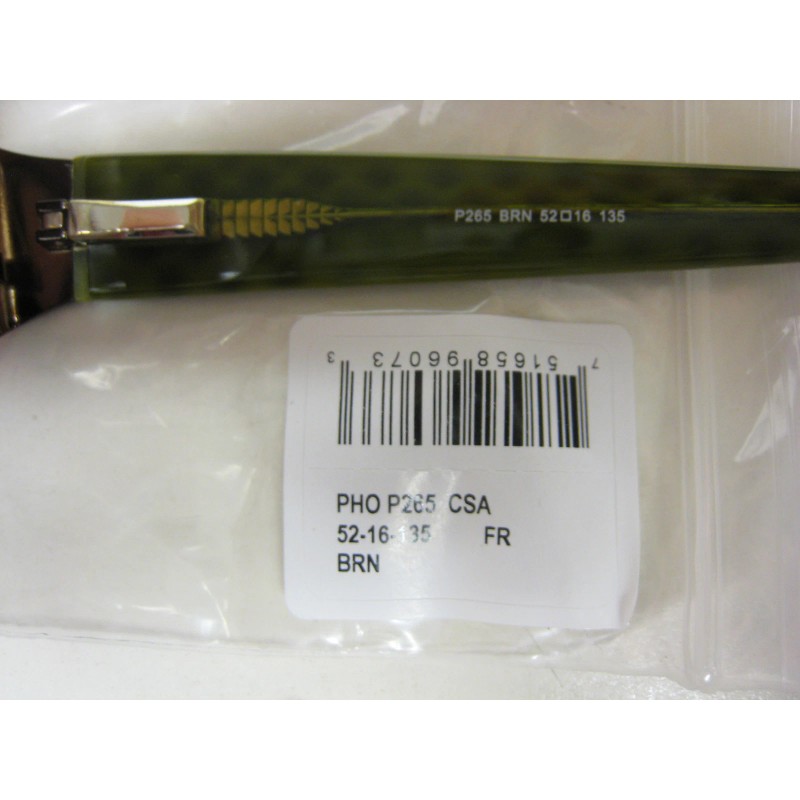 P265 BRN 52□16 135
7 51658 96073 3
PHO P265 CSA
52-16-135 FR
BRN